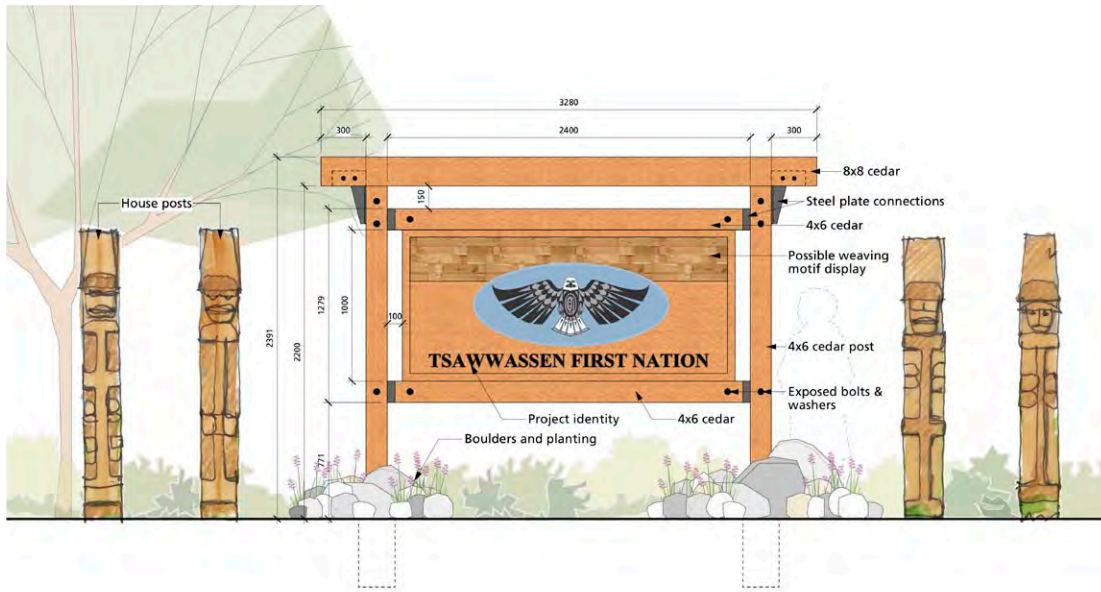 3280
300
2400
300
8x8 cedar
150
House posts
Steel plate connections
4x6 cedar
Possible weaving
motif display
1279
1000
2391
2200
100
4x6 cedar post
TSAWWASSEN FIRST NATION
Exposed bolts &
washers
Project identity
4x6 cedar
Boulders and planting
771